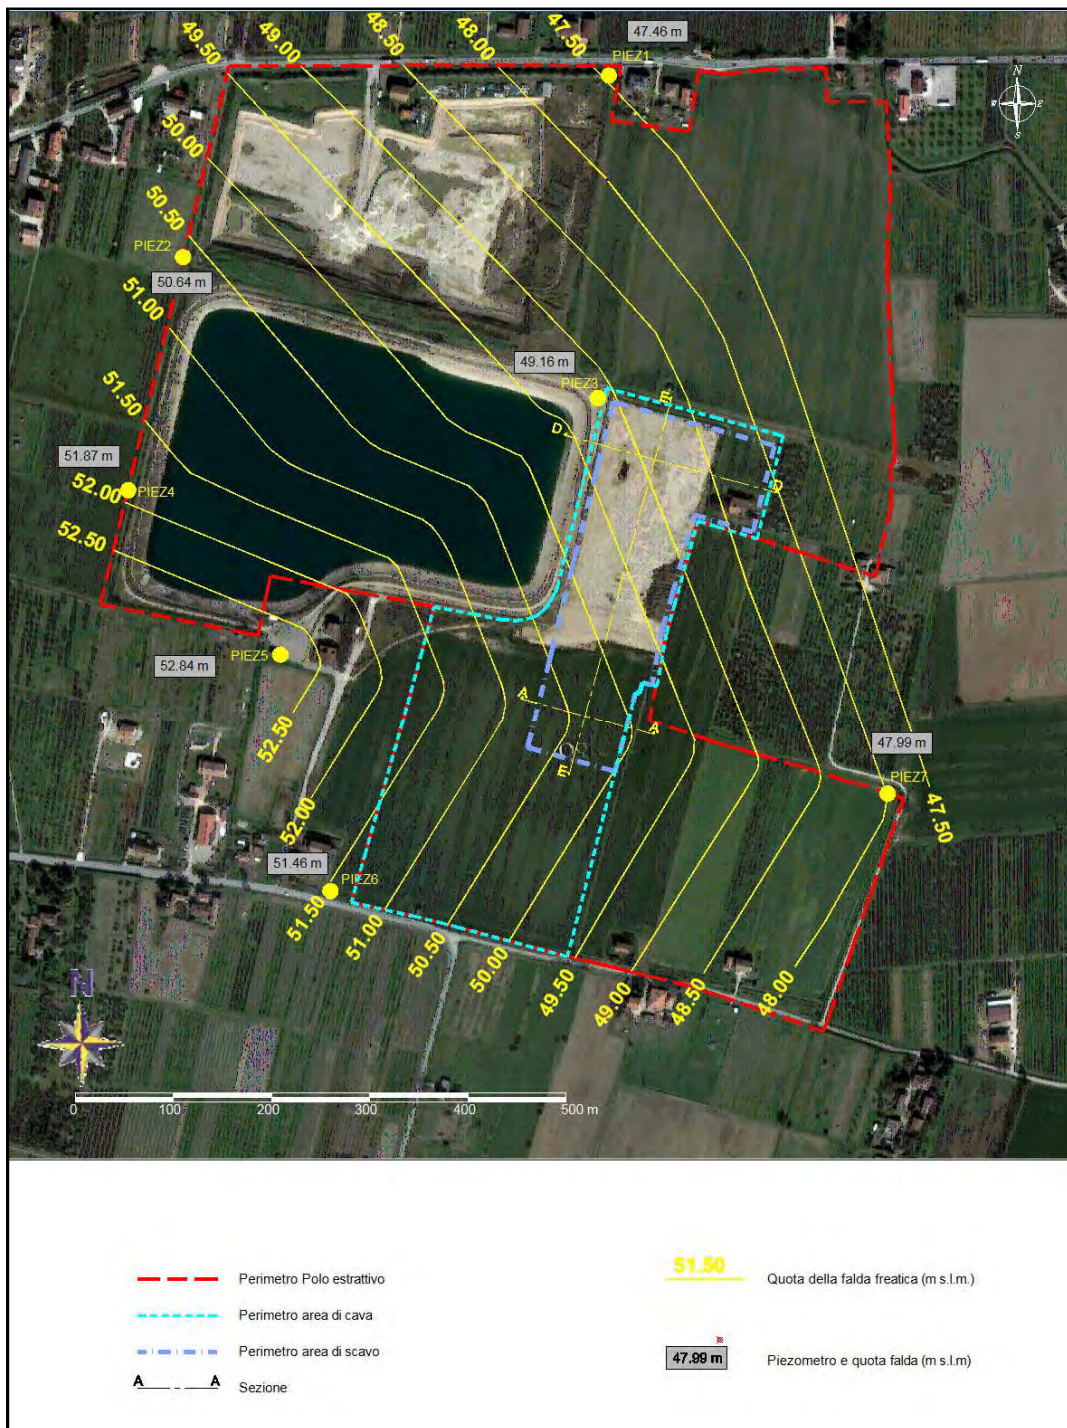 49.50
49.00
48.50
48.00
47.50
47.46 m
PIEZ1
N
W E
S
50.00
50.50
PIEZ2
50.64 m
51.00
49.16 m
PIEZ3
E
D
D
51.50
51.87 m
PIEZ4
52.00
52.50
PIEZ5
52.84 m
A
A
E
52.50
47.99 m
PIEZ7
47.50
52.00
51.46 m
PIEZ6
51.50
51.00
50.50
50.00
49.50
49.00
48.50
48.00
N
0 100 200 300 400 500 m
Perimetro Polo estrattivo
Perimetro area di cava
Perimetro area di scavo
A A Sezione
51.50 Quota della falda freatica (m s.l.m.)
47.99 m Piezometro e quota falda (m s.l.m)